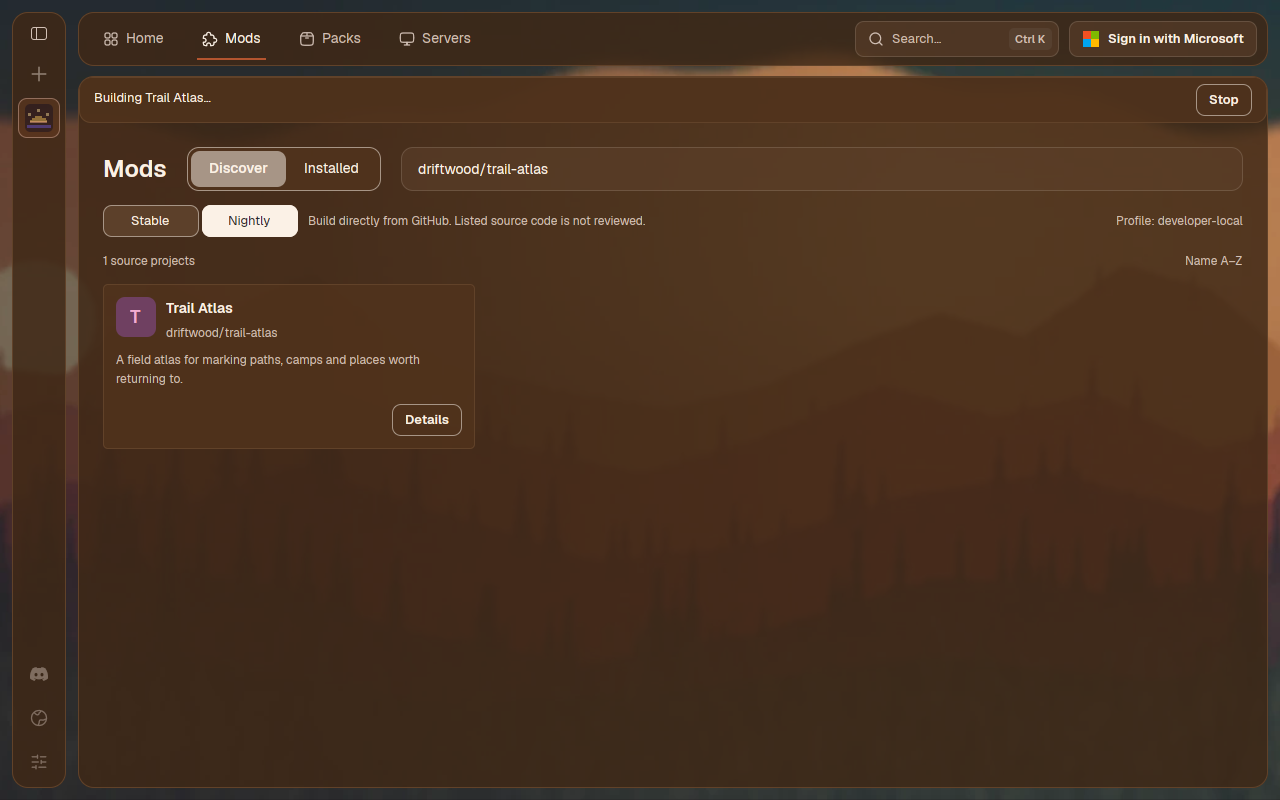 Home
Mods
Packs
Servers
Search...
Ctrl K
Sign in with Microsoft
Building Trail Atlas...
Stop
Mods
Discover
Installed
driftwood/trail-atlas
Stable
Nightly
Build directly from GitHub. Listed source code is not reviewed.
Profile: developer-local
1 source projects
Name A–Z
T
Trail Atlas
driftwood/trail-atlas
A field atlas for marking paths, camps and places worth
returning to.
Details